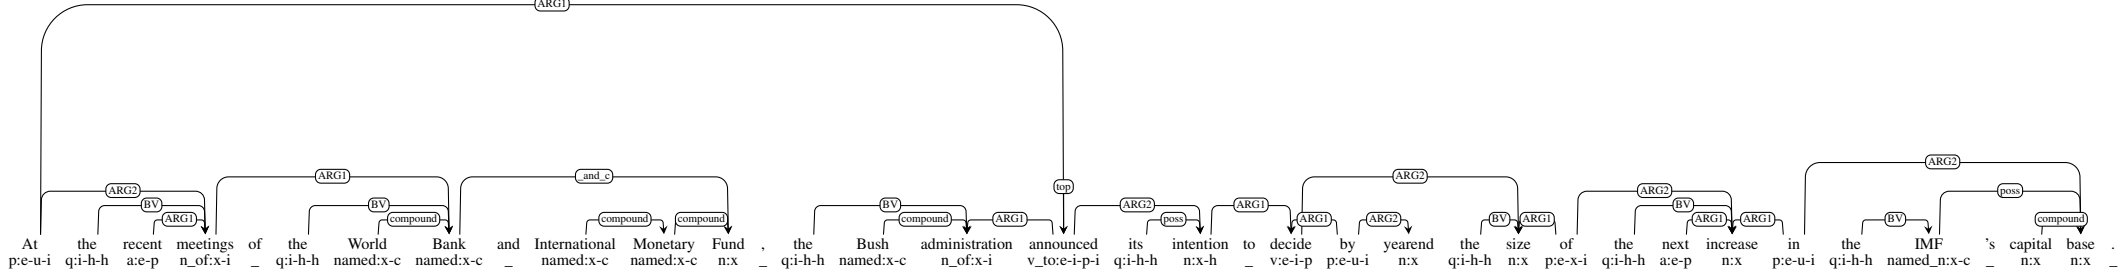 ARG1
ARG1 _and_c ARG2 ARG2
ARG2 top ARG2 poss
BV BV BV ARG2 ARG1 BV BV
ARG1 compound compound compound compound ARG1 poss ARG1 ARG2 BV ARG1 ARG1 ARG1 compound
At the recent meetings of the World Bank and International Monetary Fund , the Bush administration announced its intention to decide by yearend the size of the next increase in the IMF 's capital base .
p:e-u-i q:i-h-h a:e-p n_of:x-i _ q:i-h-h named:x-c named:x-c _ named:x-c named:x-c n:x _ q:i-h-h named:x-c n_of:x-i v_to:e-i-p-i q:i-h-h n:x-h _ v:e-i-p p:e-u-i n:x q:i-h-h n:x p:e-x-i q:i-h-h a:e-p n:x p:e-u-i q:i-h-h named_n:x-c _ n:x n:x _